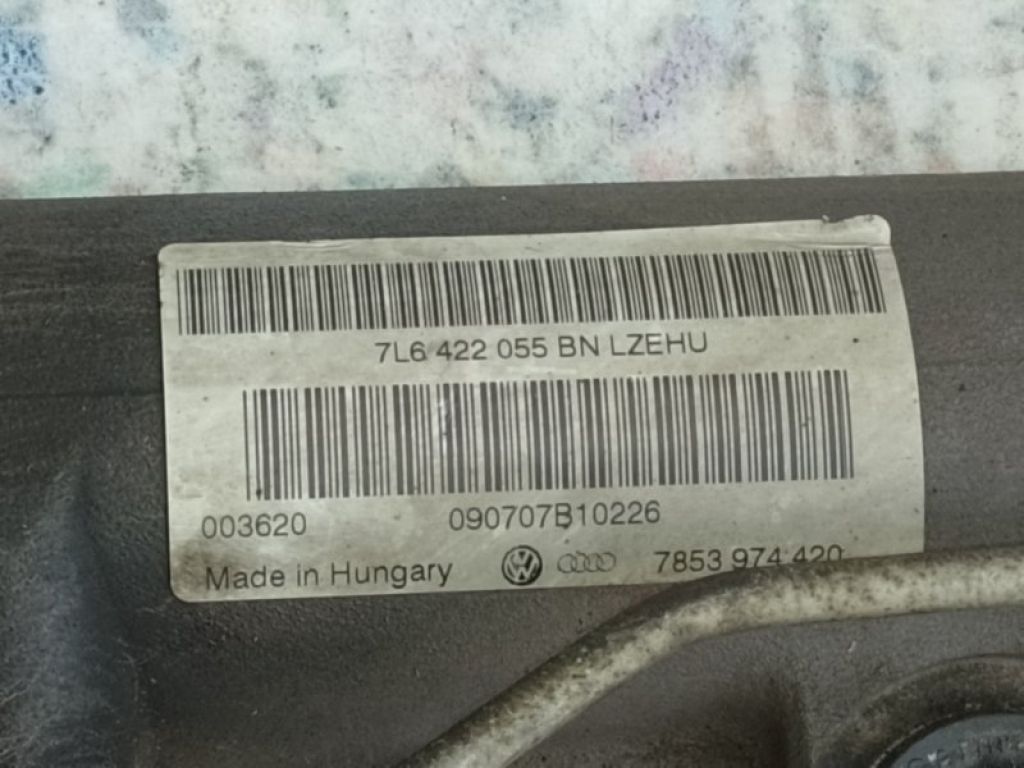 7L6 422 055 BN LZEHU
003620 090707B10226
Made in Hungary 7853 974 420